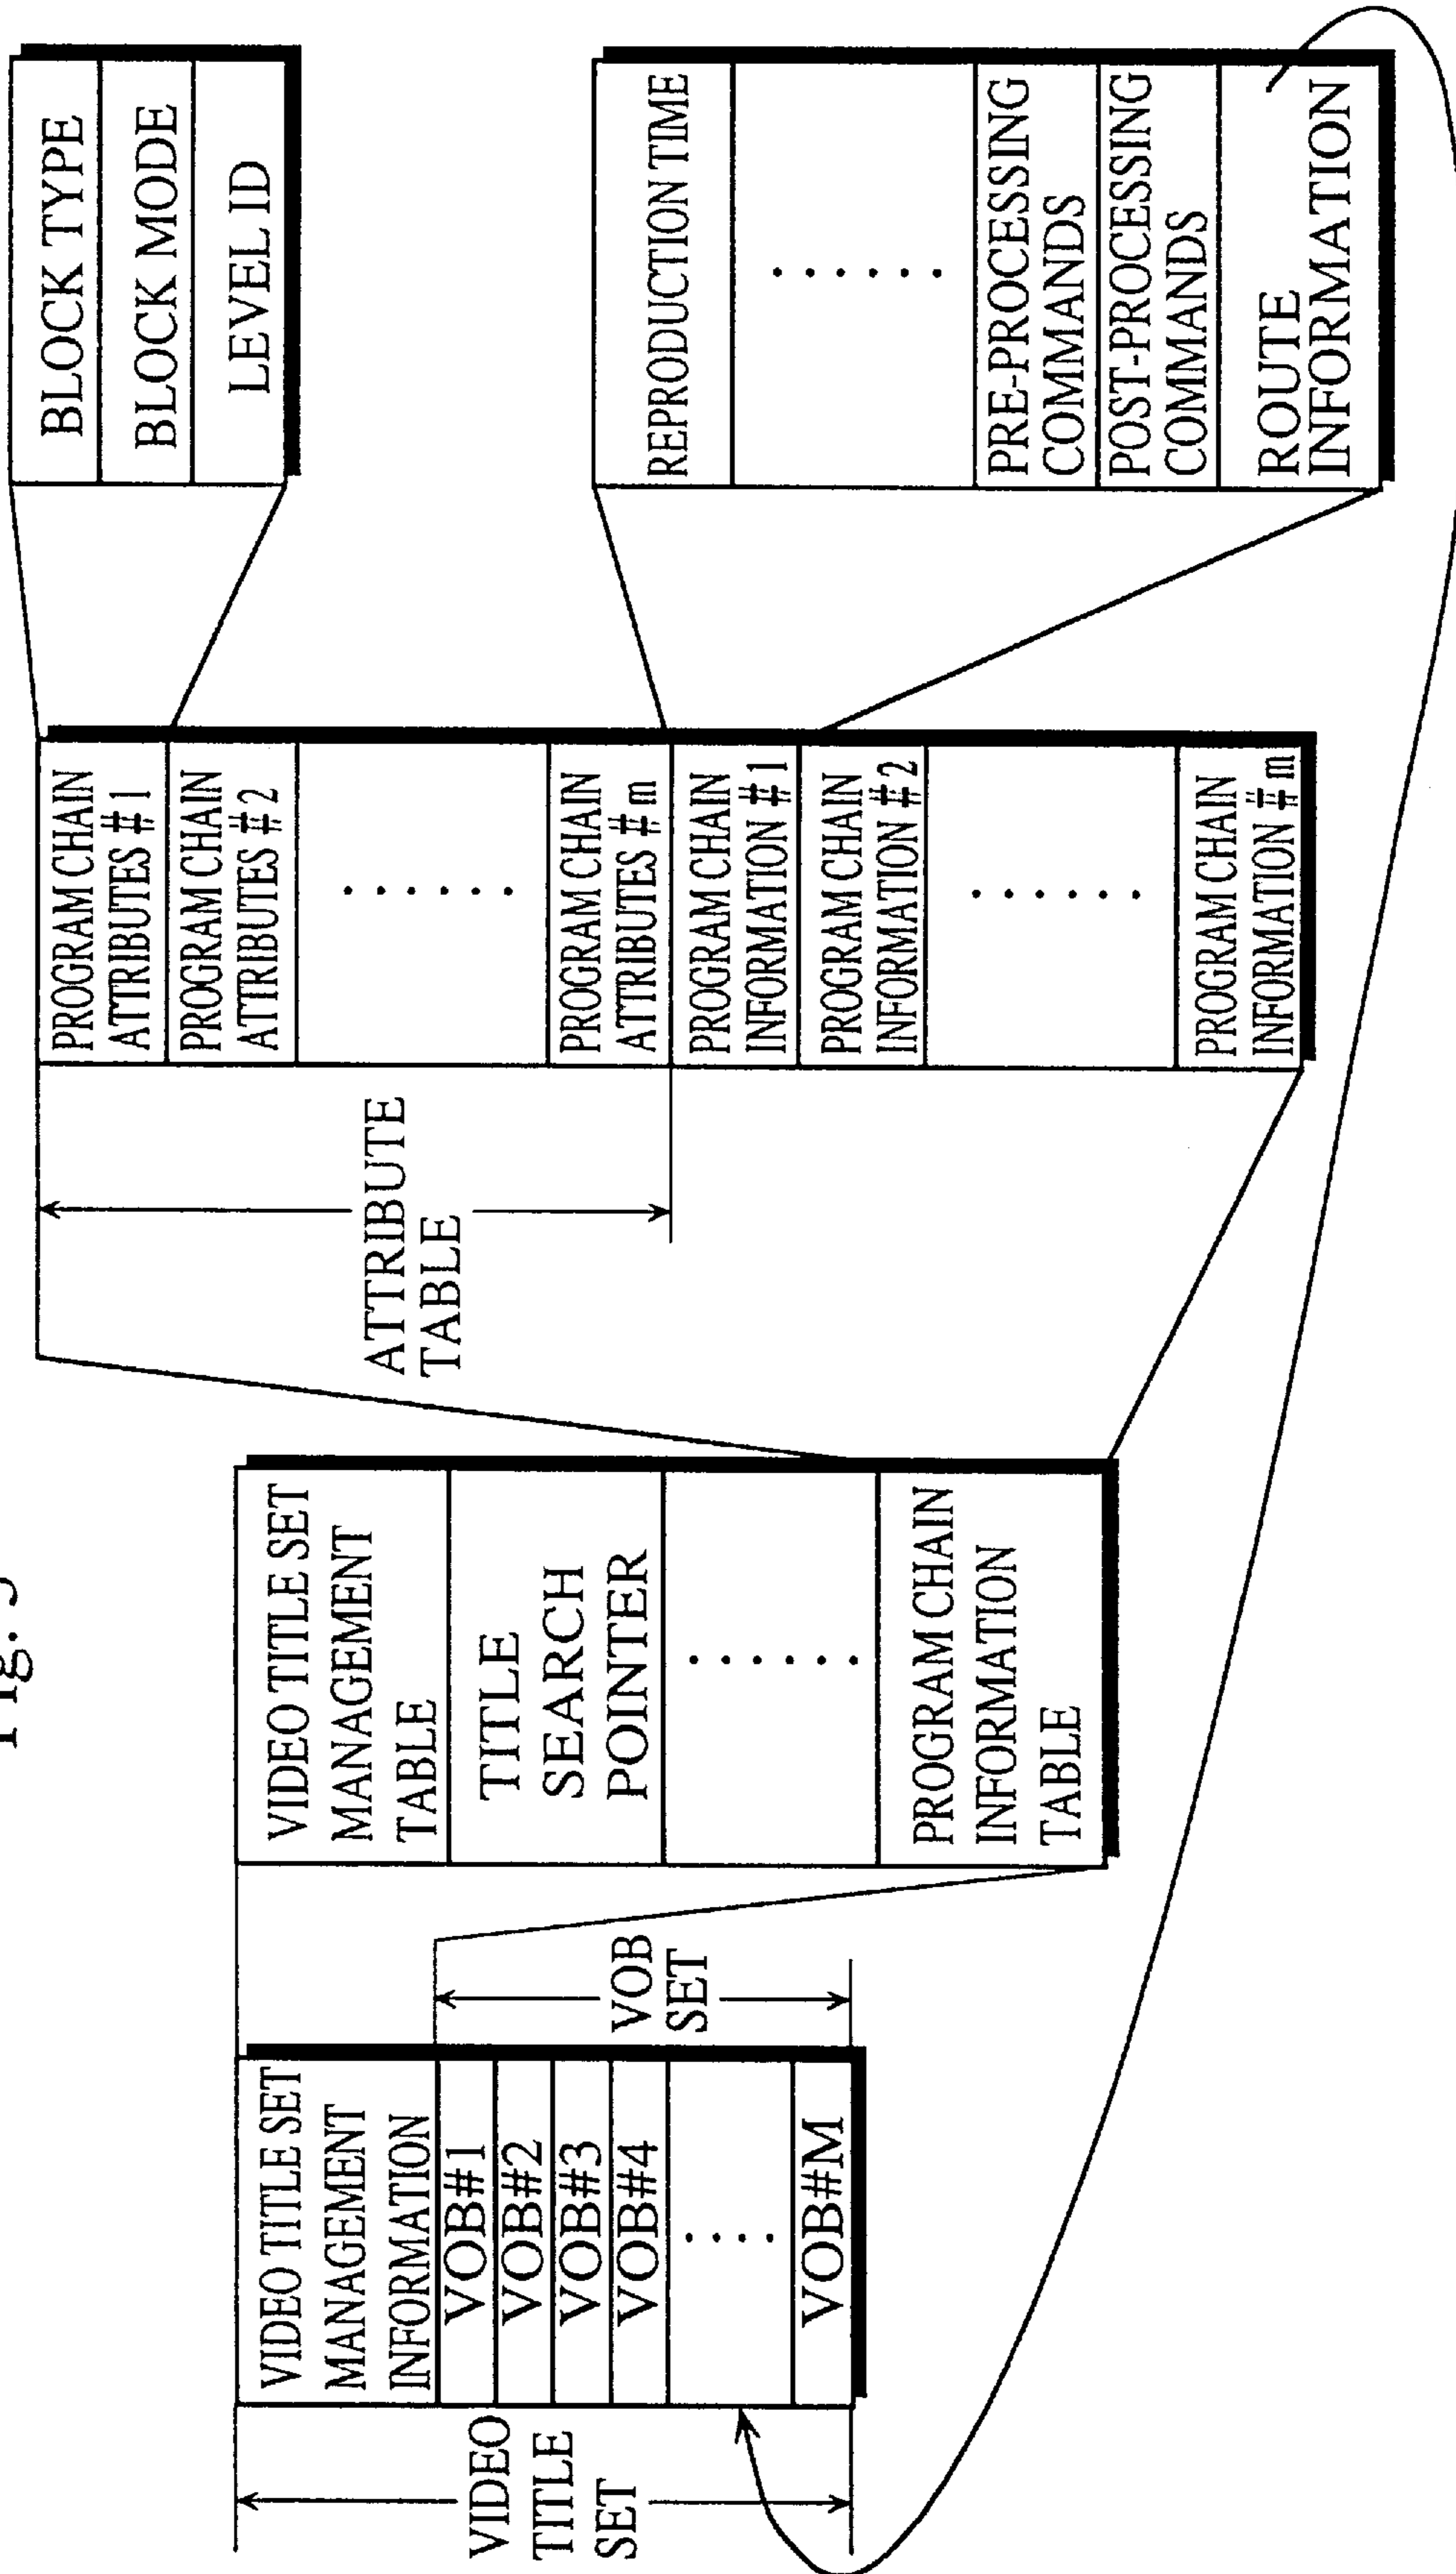 Fig. 5
VIDEO
TITLE
SET
VIDEO TITLE SET
MANAGEMENT
INFORMATION
VOB#1
VOB#2
VOB#3
VOB#4
VOB#M
VOB
SET
VIDEO TITLE SET
MANAGEMENT
TABLE
TITLE
SEARCH
POINTER
PROGRAM CHAIN
INFORMATION
TABLE
ATTRIBUTE
TABLE
PROGRAM CHAIN
ATTRIBUTES #1
PROGRAM CHAIN
ATTRIBUTES #2
PROGRAM CHAIN
ATTRIBUTES #m
PROGRAM CHAIN
INFORMATION #1
PROGRAM CHAIN
INFORMATION #2
PROGRAM CHAIN
INFORMATION #m
BLOCK TYPE
BLOCK MODE
LEVEL ID
REPRODUCTION TIME
PRE-PROCESSING
COMMANDS
POST-PROCESSING
COMMANDS
ROUTE
INFORMATION